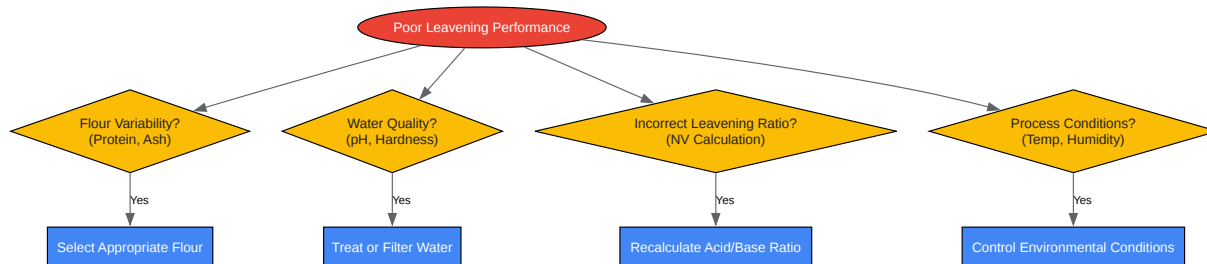 Poor Leavening Performance
Flour Variability?
(Protein, Ash)
Water Quality?
(pH, Hardness)
Incorrect Leavening Ratio?
(NV Calculation)
Process Conditions?
(Temp, Humidity)
Yes
Yes
Yes
Yes
Select Appropriate Flour
Treat or Filter Water
Recalculate Acid/Base Ratio
Control Environmental Conditions